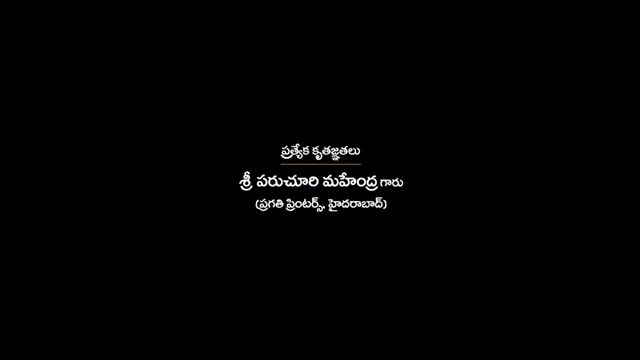 ప్రత్యేక కృతజ్ఞతలు
శ్రీ పరుచూరి మహేంద్ర గారు
(ప్రగతి ప్రింటర్స్, హైదరాబాద్)